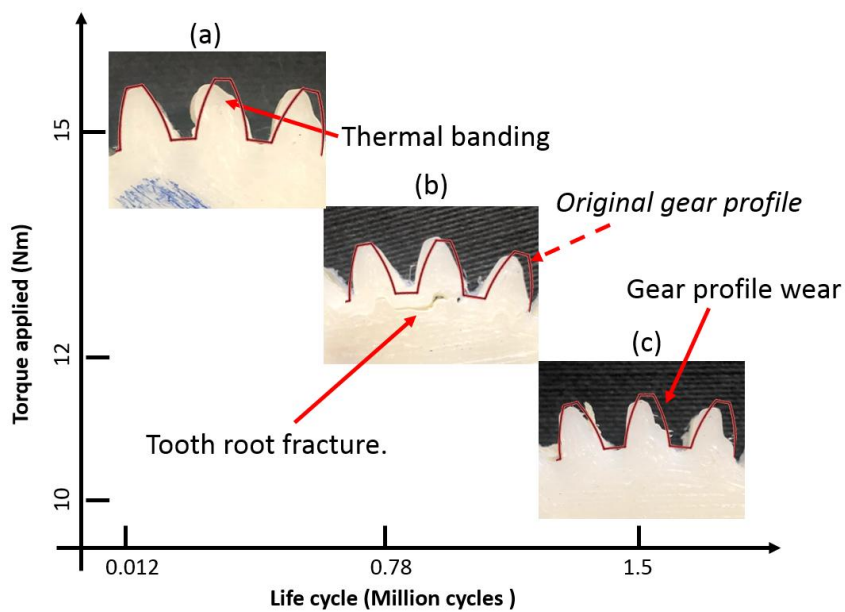 (a)
15
Thermal banding
(b)
Original gear profile
Torque applied (Nm)
Gear profile wear
12
(c)
Tooth root fracture.
10
0.012
0.78
1.5
Life cycle (Million cycles )